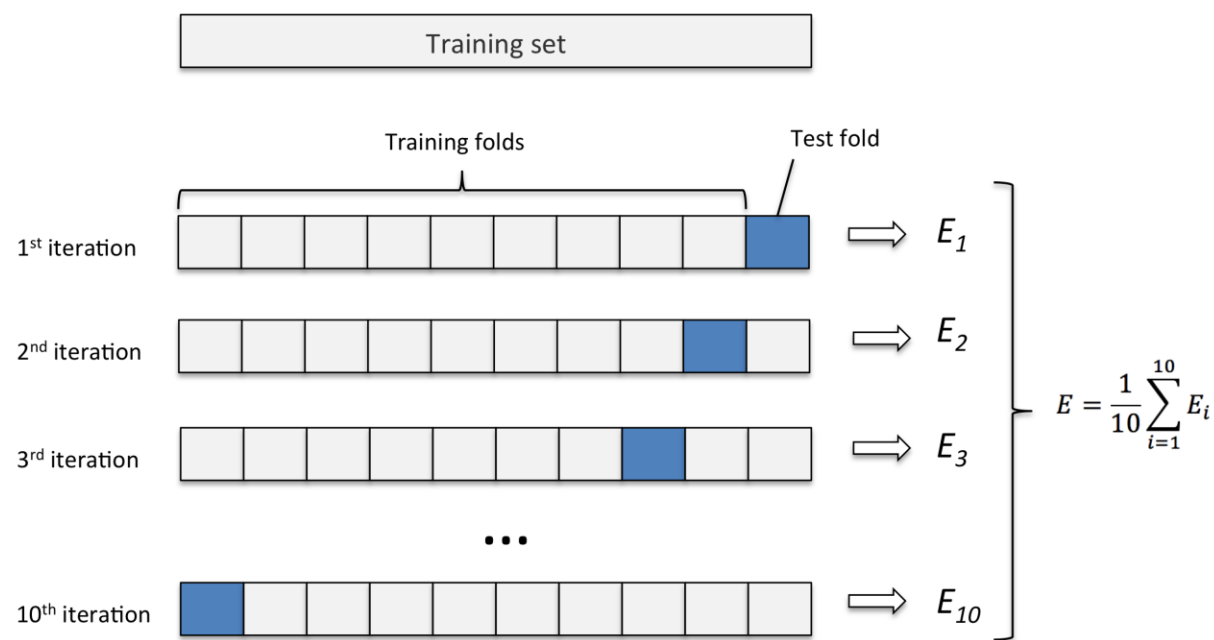 Training set
Training folds
Test fold
1st iteration
E1
2nd iteration
E2
3rd iteration
E3
E = 1/10 10∑i=1 Ei
...
10th iteration
E10